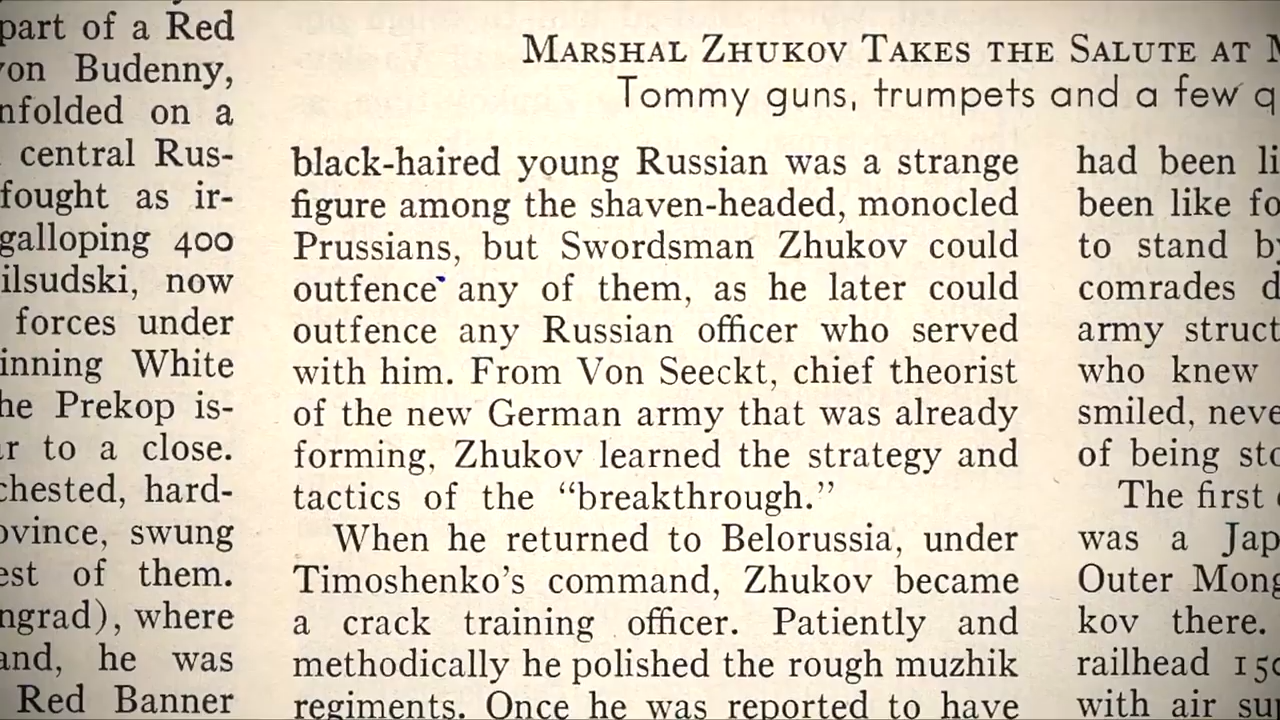 part of a Red
von Budenny,
nfolded on a
central Rus-
fought as ir-
galloping 400
ilsudski, now
forces under
inning White
he Prekop is-
r to a close.
chested, hard-
ovince, swung
est of them.
ngrad), where
and, he was
Red Banner
MARSHAL ZHUKOV TAKES THE SALUTE AT M
Tommy guns, trumpets and a few q
black-haired young Russian was a strange
figure among the shaven-headed, monocled
Prussians, but Swordsman Zhukov could
outfence any of them, as he later could
outfence any Russian officer who served
with him. From Von Seeckt, chief theorist
of the new German army that was already
forming, Zhukov learned the strategy and
tactics of the “breakthrough.”
When he returned to Belorussia, under
Timoshenko’s command, Zhukov became
a crack training officer. Patiently and
methodically he polished the rough muzhik
regiments. Once he was reported to have
had been li
been like fo
to stand by
comrades d
army struct
who knew
smiled, neve
of being sto
The first
was a Jap
Outer Mong
kov there.
railhead 150
with air sup